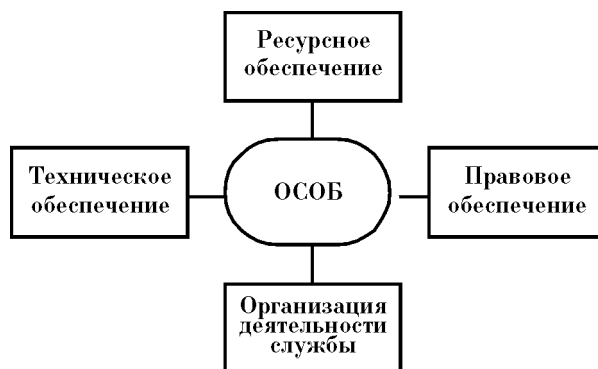 Ресурсное
обеспечение
Техническое
обеспечение
ОСОБ
Правовое
обеспечение
Организация
деятельности
службы